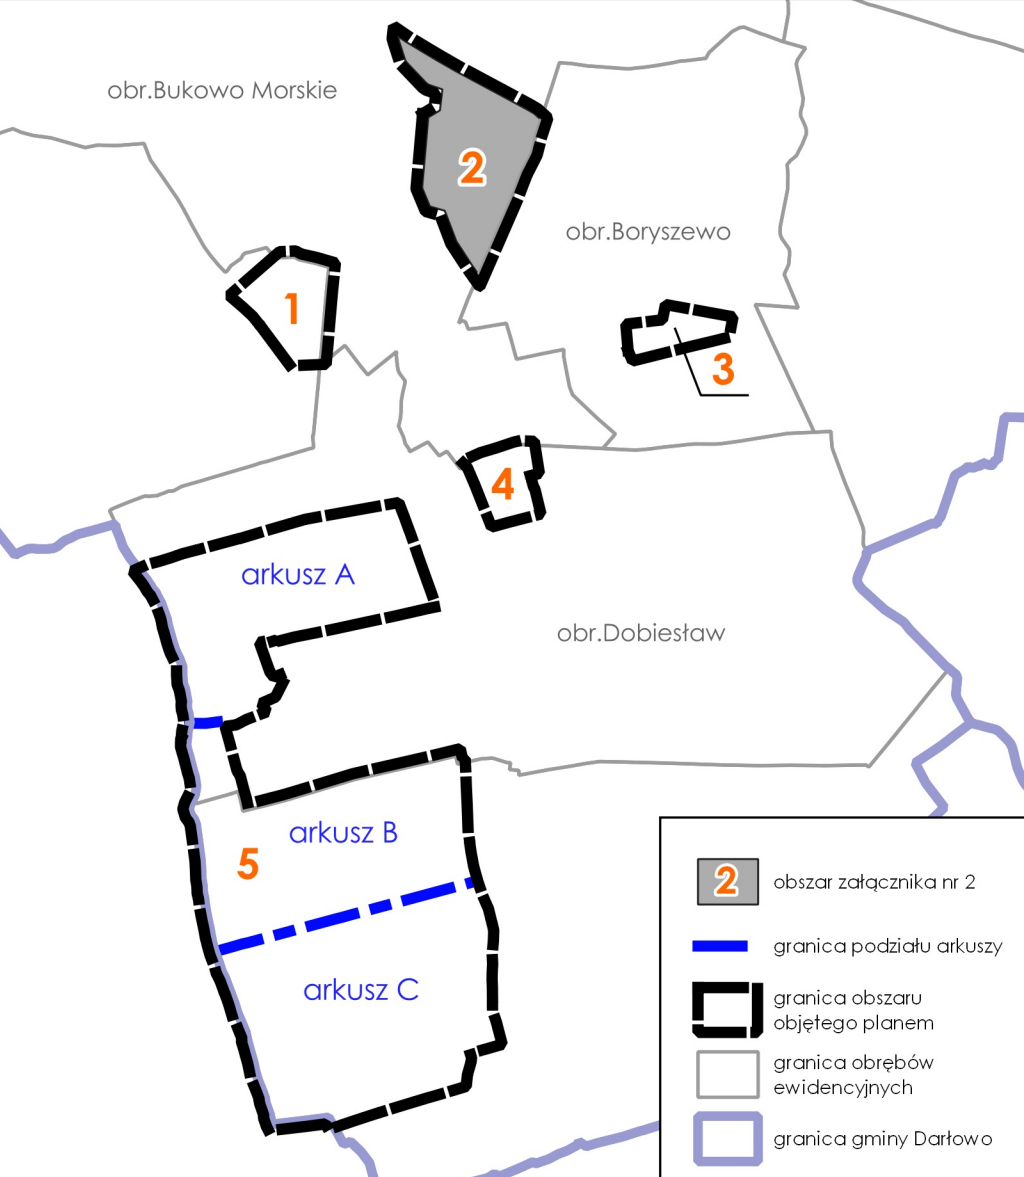 obr.Bukowo Morskie
2
obr.Boryszewo
1
3
4
arkusz A
obr.Dobiesław
arkusz B
5
arkusz C
2 obszar załącznika nr 2
granica podziału arkuszy
granica obszaru
objętego planem
granica obrębów
ewidencyjnych
granica gminy Darłowo